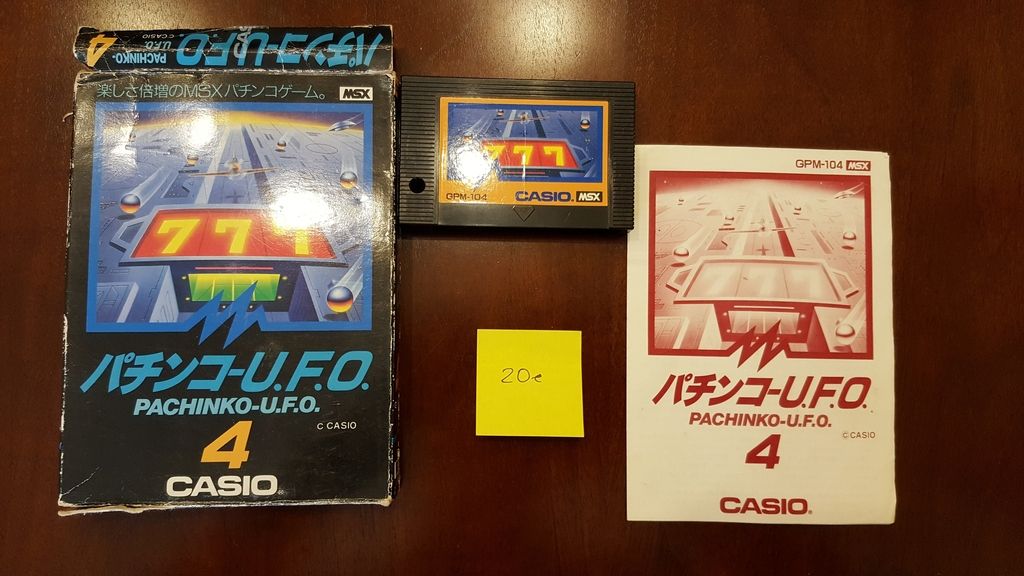 パチンコ-U.F.O.
© CASIO
PACHINKO-
U.F.O.
4
楽しさ倍増のMSXパチンコゲーム。
MSX
777
パチンコ-U.F.O.
PACHINKO-U.F.O.
C CASIO
4
CASIO
777
GPM-104
CASIO
MSX
20€
GPM-104 MSX
777
パチンコ-U.F.O.
PACHINKO-U.F.O.
© CASIO
4
CASIO®